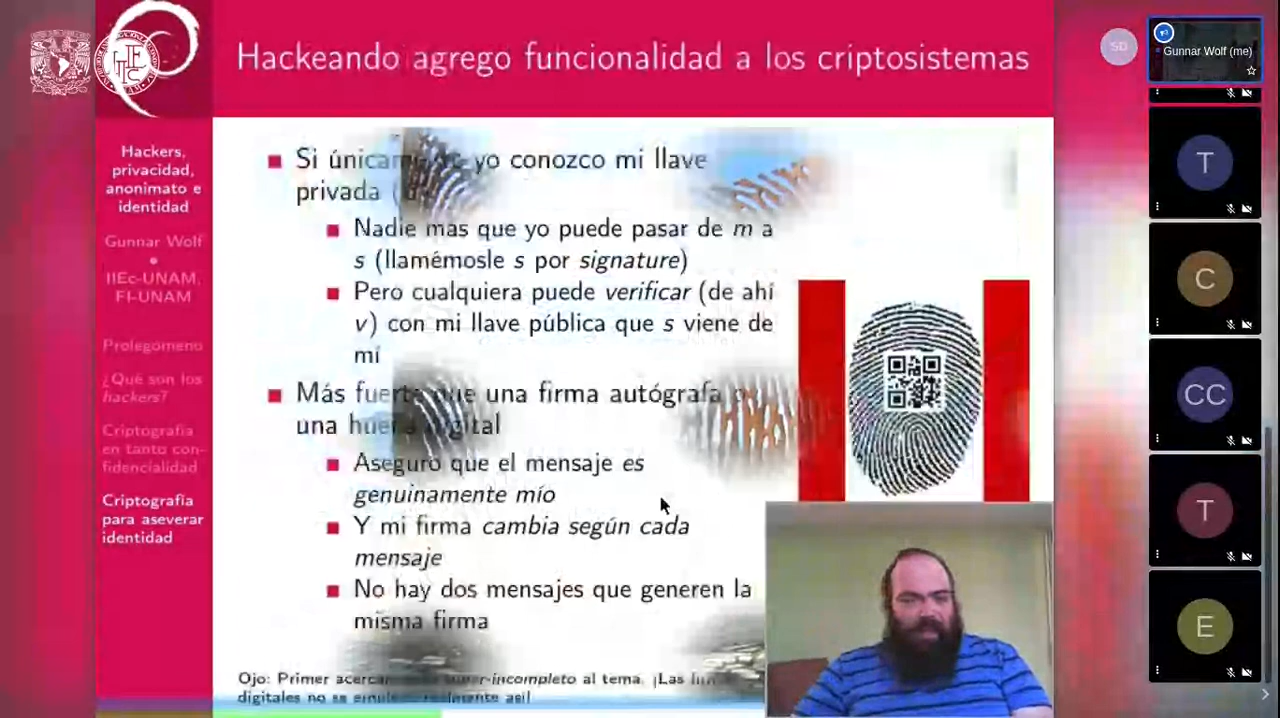 Hackeando agrego funcionalidad a los criptosistemas
SD
Gunnar Wolf (me)
Hackers,
privacidad,
anonimato e
identidad
Gunnar Wolf
IIEc-UNAM,
FI-UNAM
Prolegómeno
¿Qué son los
hackers?
Criptografía
en tanto con-
fidencialidad
Criptografía
para aseverar
identidad
Si únicamente yo conozco mi llave
privada
Nadie mas que yo puede pasar de m a
s (llamémosle s por signature)
Pero cualquiera puede verificar (de ahí
v) con mi llave pública que s viene de
mí
Más fuerte que una firma autógrafa o
una huella digital
Aseguro que el mensaje es
genuinamente mío
Y mi firma cambia según cada
mensaje
No hay dos mensajes que generen la
misma firma
Ojo: Primer acercamiento super-incompleto al tema. ¡Las
digitales no se emplean realmente así!
T
C
CC
T
E